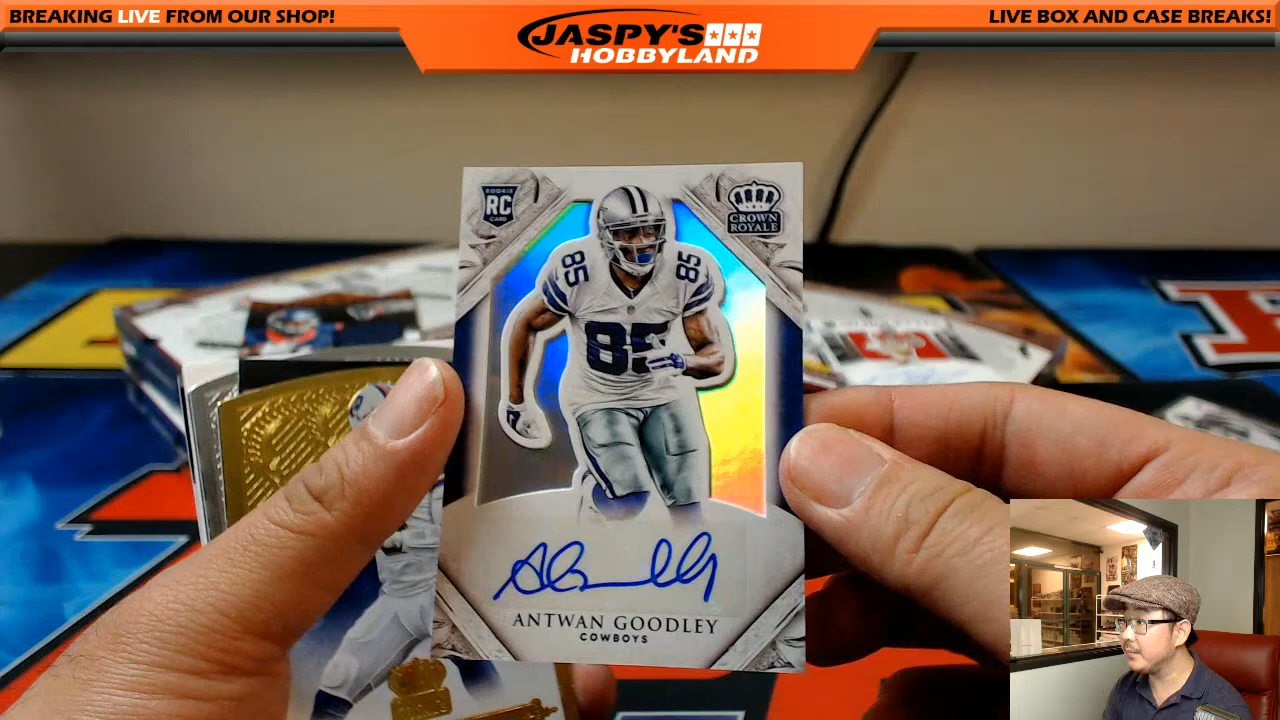 BREAKING LIVE FROM OUR SHOP!
JASPY'S
HOBBYLAND
LIVE BOX AND CASE BREAKS!
ROOKIE
RC
CARD
CROWN
ROYALE
85
85
85
ANTWAN GOODLEY
COWBOYS